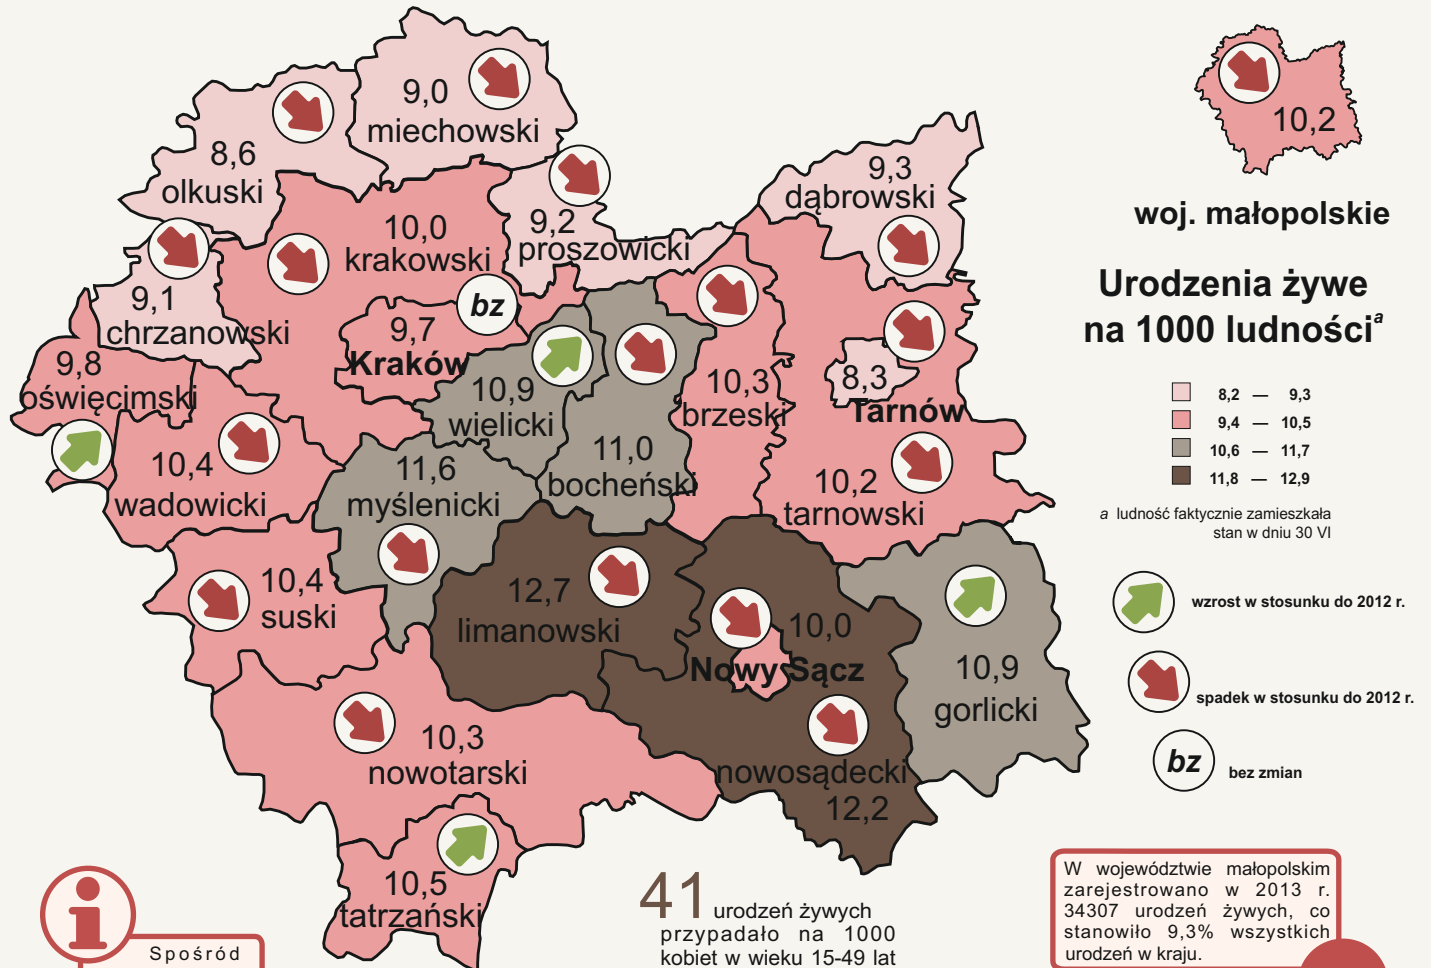 9,0
miechowski
8,6
olkuski
9,3
dąbrowski
10,2
woj. małopolskie
10,0
krakowski
9,2
proszowicki
Urodzenia żywe
na 1000 ludnościa
9,1
chrzanowski
bz
9,7
Kraków
9,8
oświęcimski
10,9
wielicki
10,3
brzeski
8,3
Tarnów
8,2 — 9,3
9,4 — 10,5
10,6 — 11,7
11,8 — 12,9
10,4
wadowicki
11,6
myślenicki
11,0
bocheński
10,2
tarnowski
a ludność faktycznie zamieszkała
stan w dniu 30 VI
10,4
suski
12,7
limanowski
10,0
Nowy Sącz
10,9
gorlicki
wzrost w stosunku do 2012 r.
spadek w stosunku do 2012 r.
bz
bez zmian
10,3
nowotarski
nowosądecki
12,2
10,5
tatrzański
i
Spośród
41 urodzeń żywych
przypadało na 1000
kobiet w wieku 15-49 lat
W województwie małopolskim
zarejestrowano w 2013 r.
34307 urodzeń żywych, co
stanowiło 9,3% wszystkich
urodzeń w kraju.